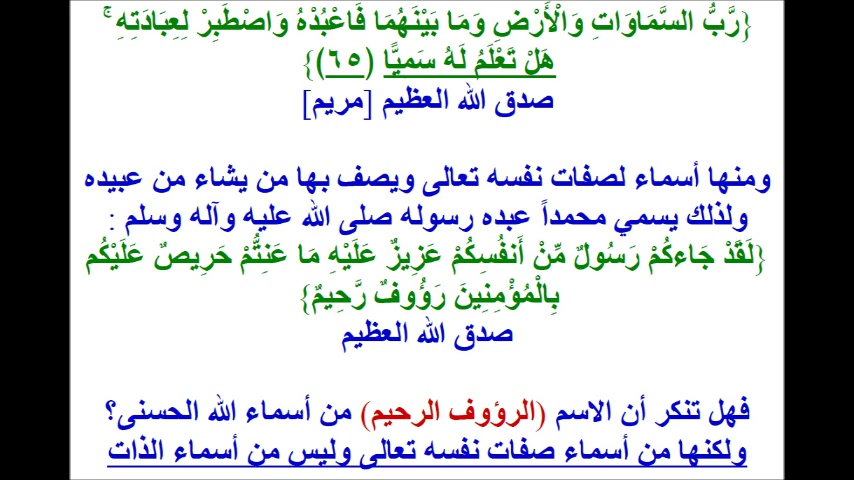 {رَّبُّ السَّمَاوَاتِ وَالْأَرْضِ وَمَا بَيْنَهُمَا فَاعْبُدْهُ وَاصْطَبِرْ لِعِبَادَتِهِ ۚ
هَلْ تَعْلَمُ لَهُ سَمِيًّا (٦٥)}
صدق الله العظيم [مريم]
ومنها أسماء لصفات نفسه تعالى ويصف بها من يشاء من عبيده
ولذلك يسمي محمداً عبده رسوله صلى الله عليه وآله وسلم :
{لَقَدْ جَاءكُمْ رَسُولٌ مِّنْ أَنفُسِكُمْ عَزِيزٌ عَلَيْهِ مَا عَنِتُّمْ حَرِيصٌ عَلَيْكُم
بِالْمُؤْمِنِينَ رَؤُوفٌ رَّحِيمٌ}
صدق الله العظيم
فهل تنكر أن الاسم (الرؤوف الرحيم) من أسماء الله الحسنى؟
ولكنها من أسماء صفات نفسه تعالى وليس من أسماء الذات